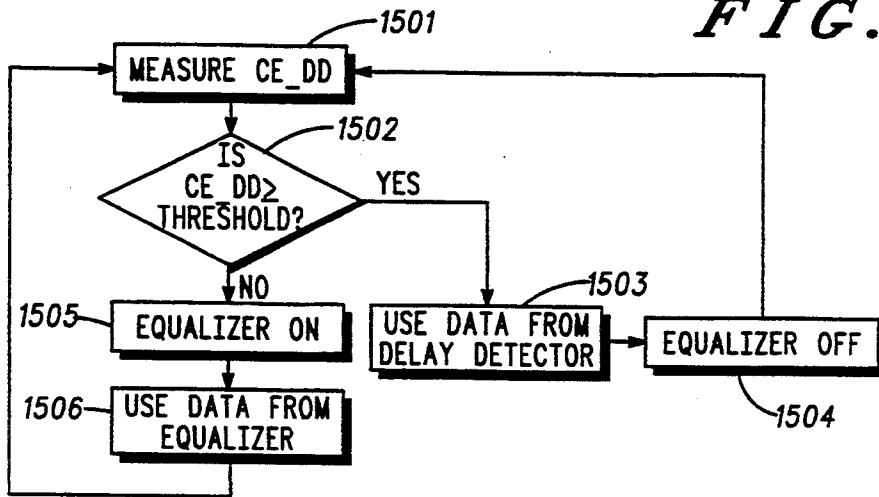 FIG.
1501
MEASURE CE_DD
1502
IS
CE_DD≥
THRESHOLD?
YES
NO
1503
1505
EQUALIZER ON
USE DATA FROM
DELAY DETECTOR
EQUALIZER OFF
1504
1506
USE DATA FROM
EQUALIZER